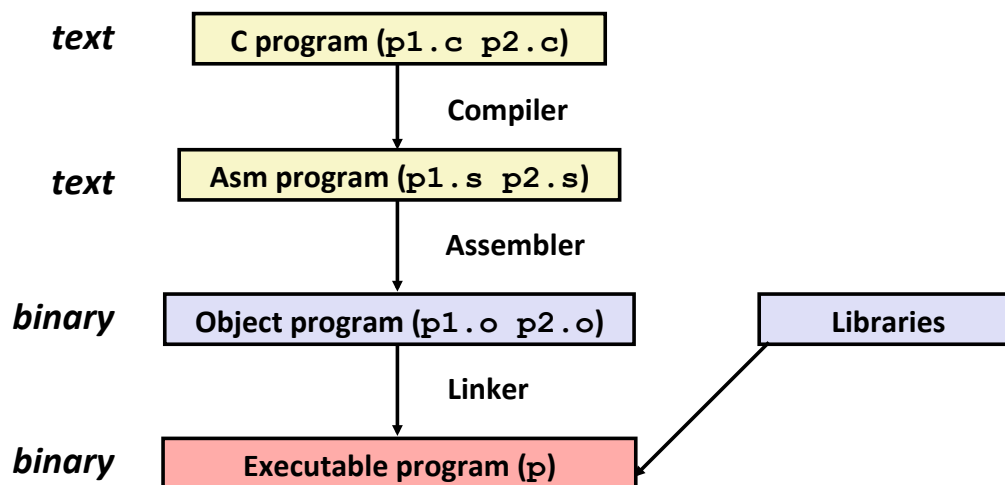 text C program (p1.c p2.c)
Compiler
text Asm program (p1.s p2.s)
Assembler
binary Object program (p1.o p2.o) Libraries
Linker
binary Executable program (p)